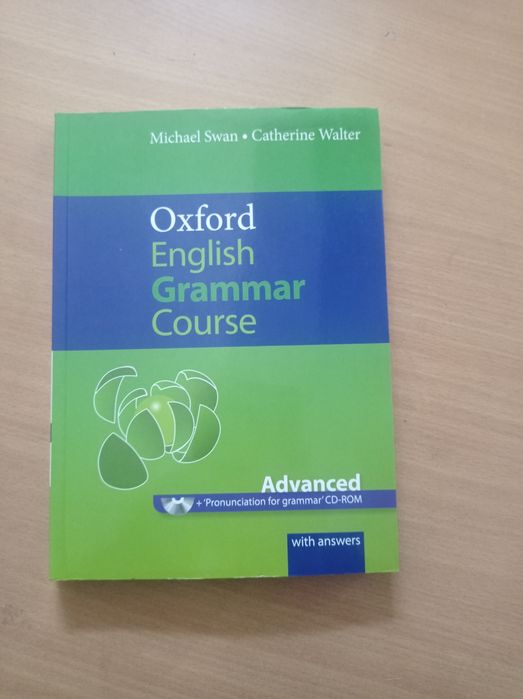 Michael Swan • Catherine Walter
Oxford
English
Grammar
Course
Advanced
+ 'Pronunciation for grammar' CD-ROM
with answers